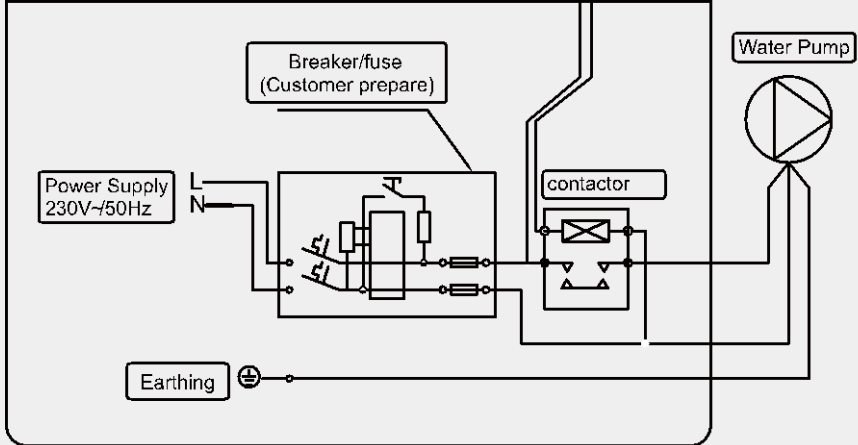 Breaker/fuse
(Customer prepare)
Water Pump
Power Supply
230V~/50Hz
L
N
contactor
Earthing